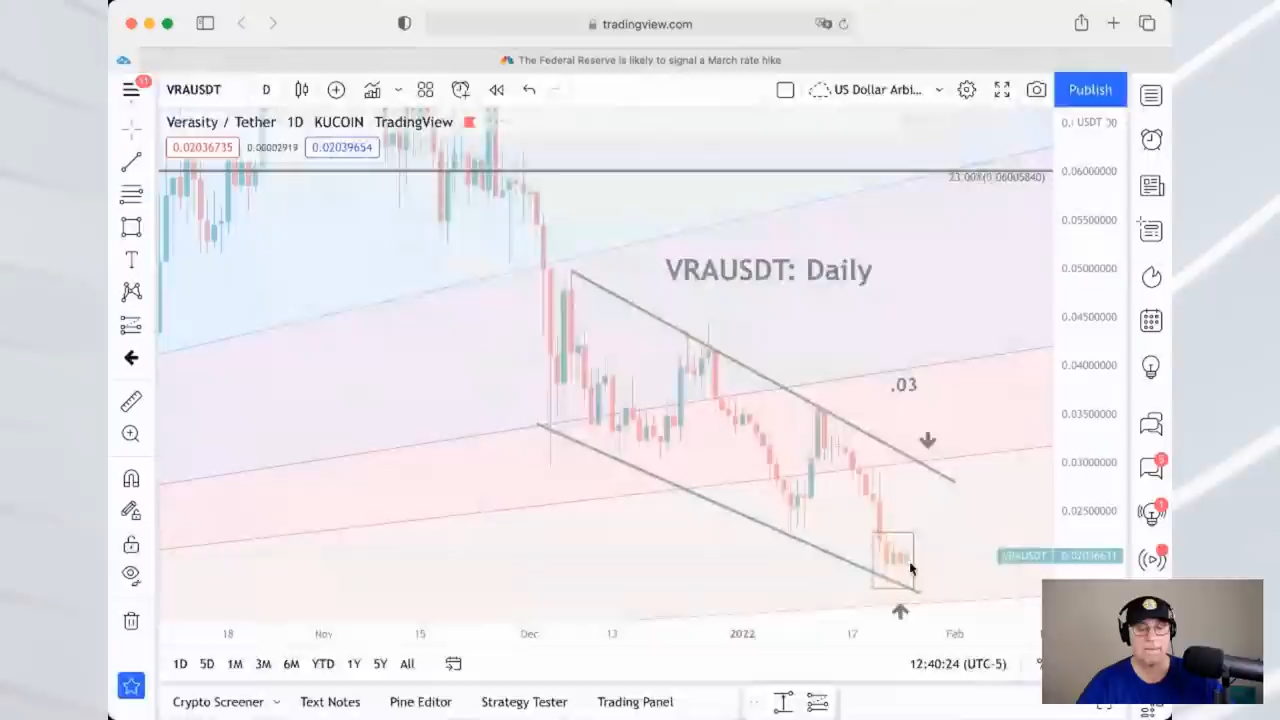 tradingview.com
The Federal Reserve is likely to signal a March rate hike
11
VRAUSDT D US Dollar Arbi... Publish
Verasity / Tether 1D KUCOIN TradingView
USDT
0.02036735 0.00002919 0.02039654
0.06000000
0.05500000
VRAUSDT: Daily
0.05000000
0.04500000
0.04000000
.03
0.03500000
0.03000000
5
0.02500000
1
VRAUSDT
18 Nov 15 Dec 13 2022 17 Feb
1D 5D 1M 3M 6M YTD 1Y 5Y All 12:40:24 (UTC-5) %
Crypto Screener Text Notes Pine Editor Strategy Tester Trading Panel